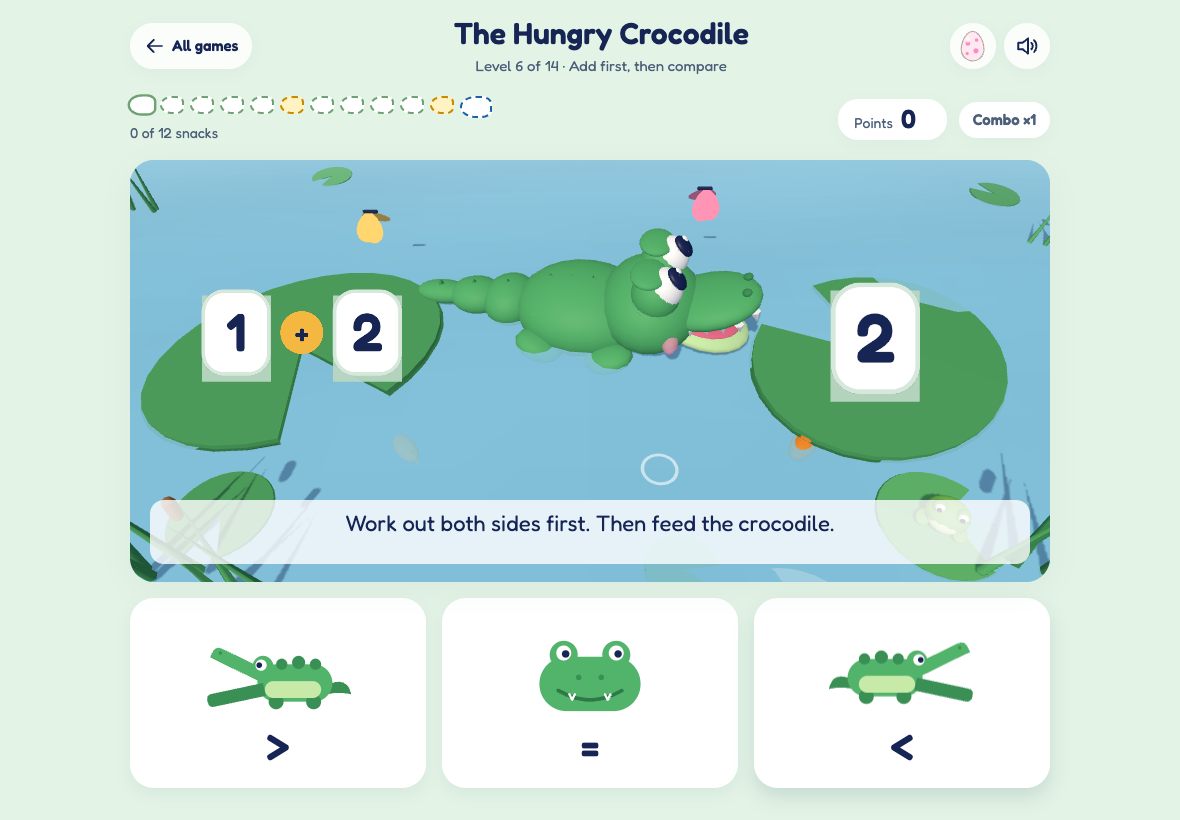 All games
The Hungry Crocodile
Level 6 of 14 · Add first, then compare
0 of 12 snacks
Points 0
Combo ×1
1 + 2
2
Work out both sides first. Then feed the crocodile.
> = <